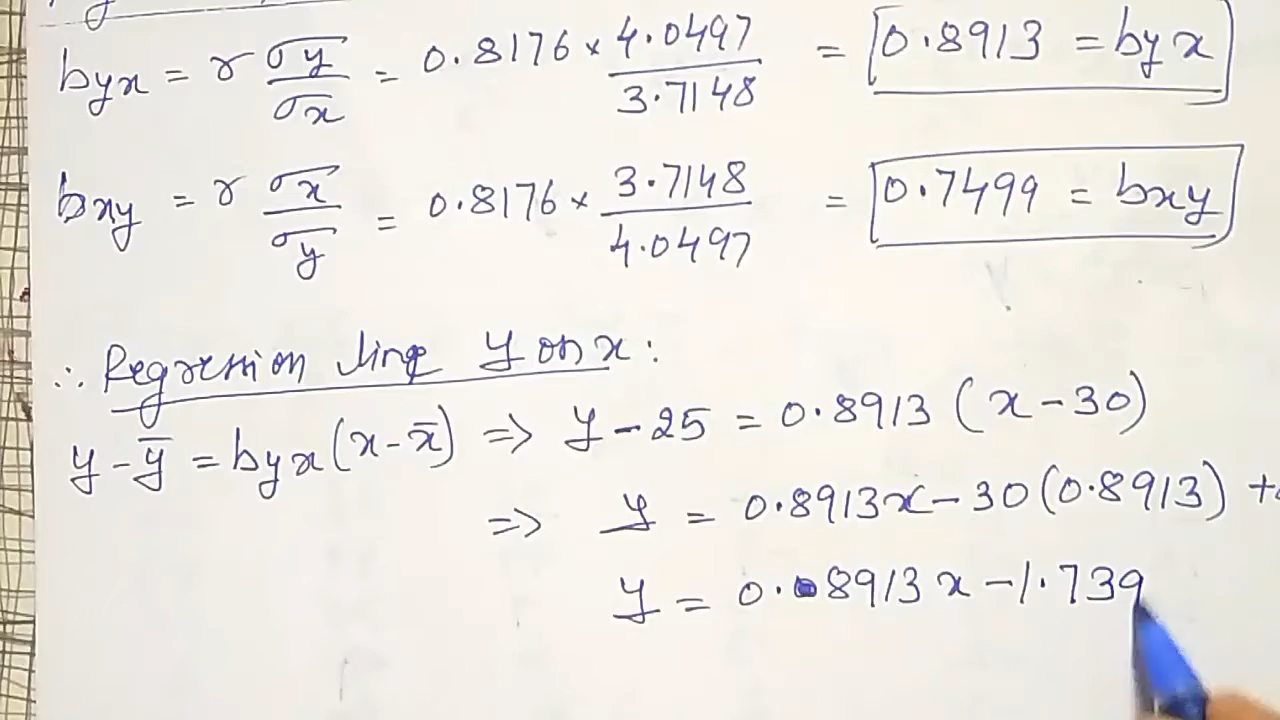 byx = r σy/σx = 0.8176 × 4.0497/3.7148 = 0.8913 = byx
bxy = r σx/σy = 0.8176 × 3.7148/4.0497 = 0.7499 = bxy
∴ Regression line y on x :
y - ȳ = byx(x - x̄) => y - 25 = 0.8913 (x - 30)
=> y = 0.8913x - 30(0.8913) +
y = 0.8913x - 1.739